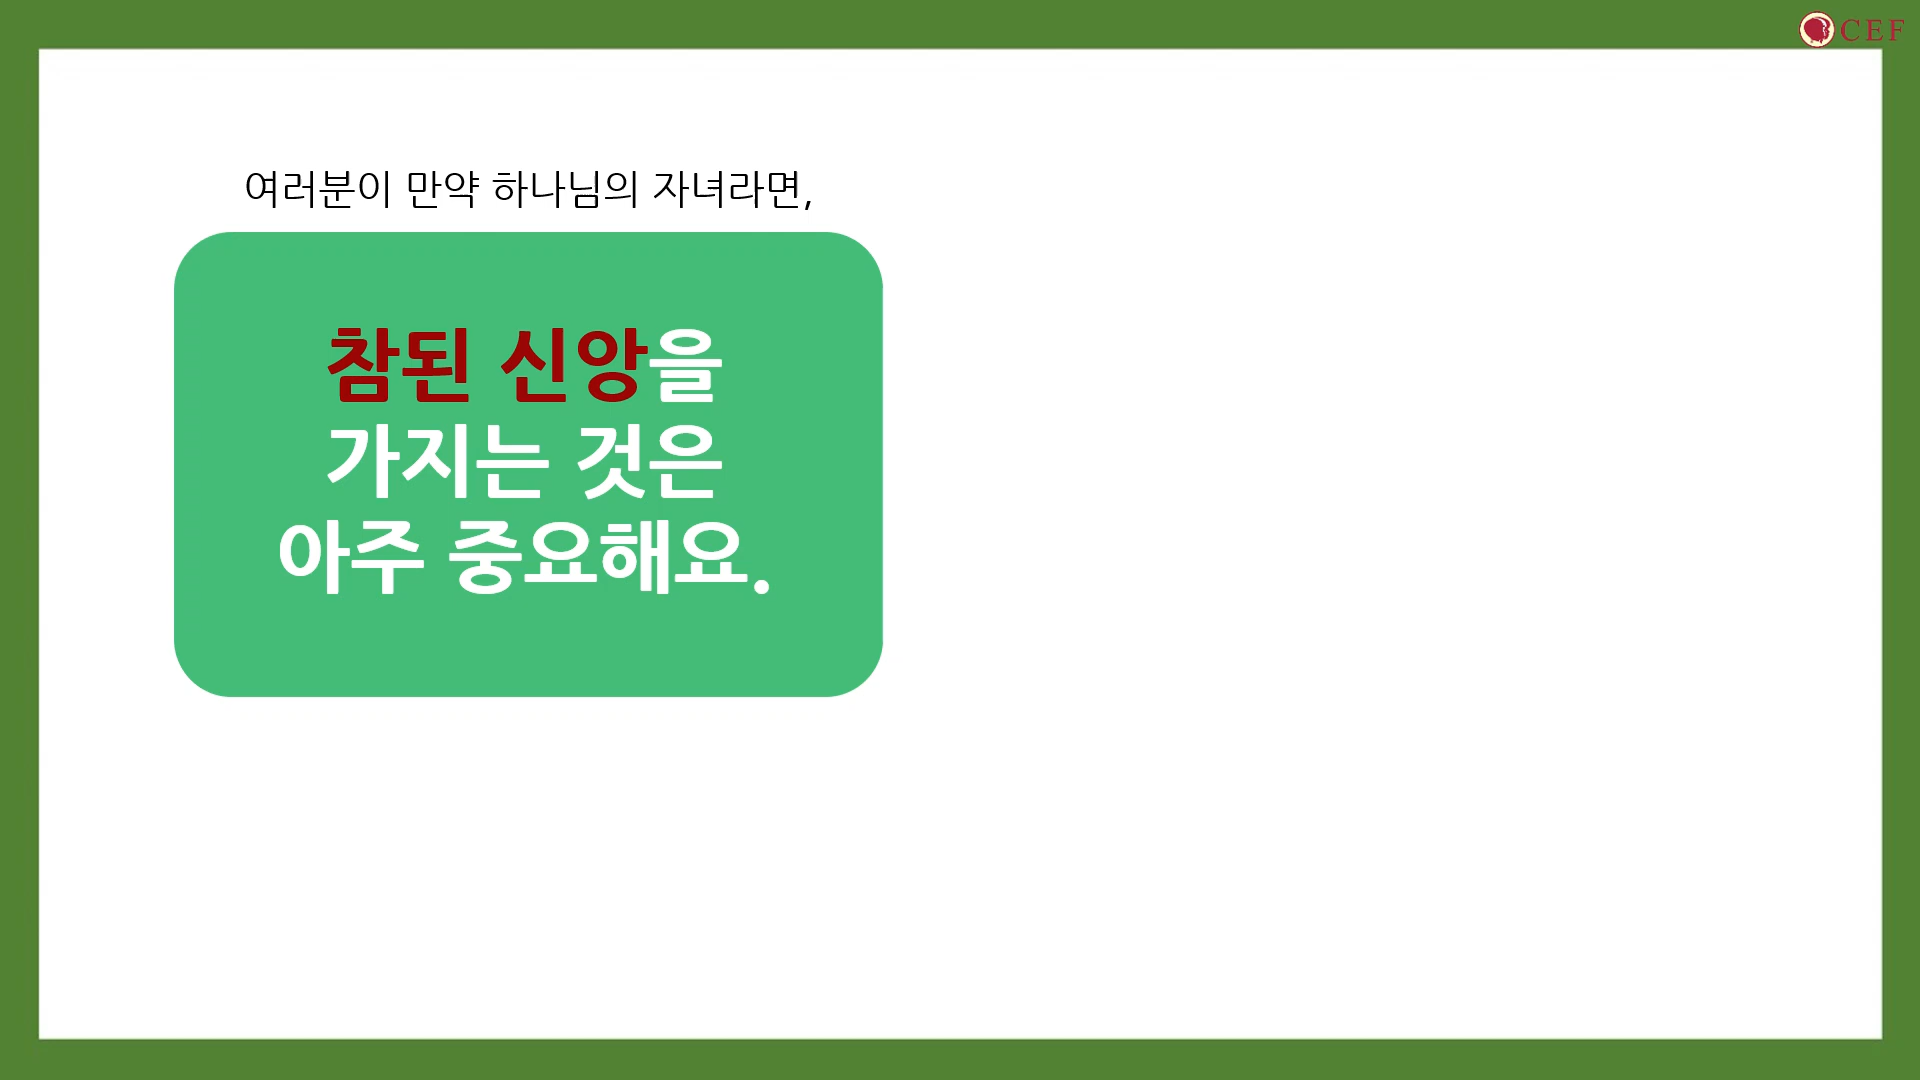 CEF
여러분이 만약 하나님의 자녀라면,
참된 신앙을
가지는 것은
아주 중요해요.